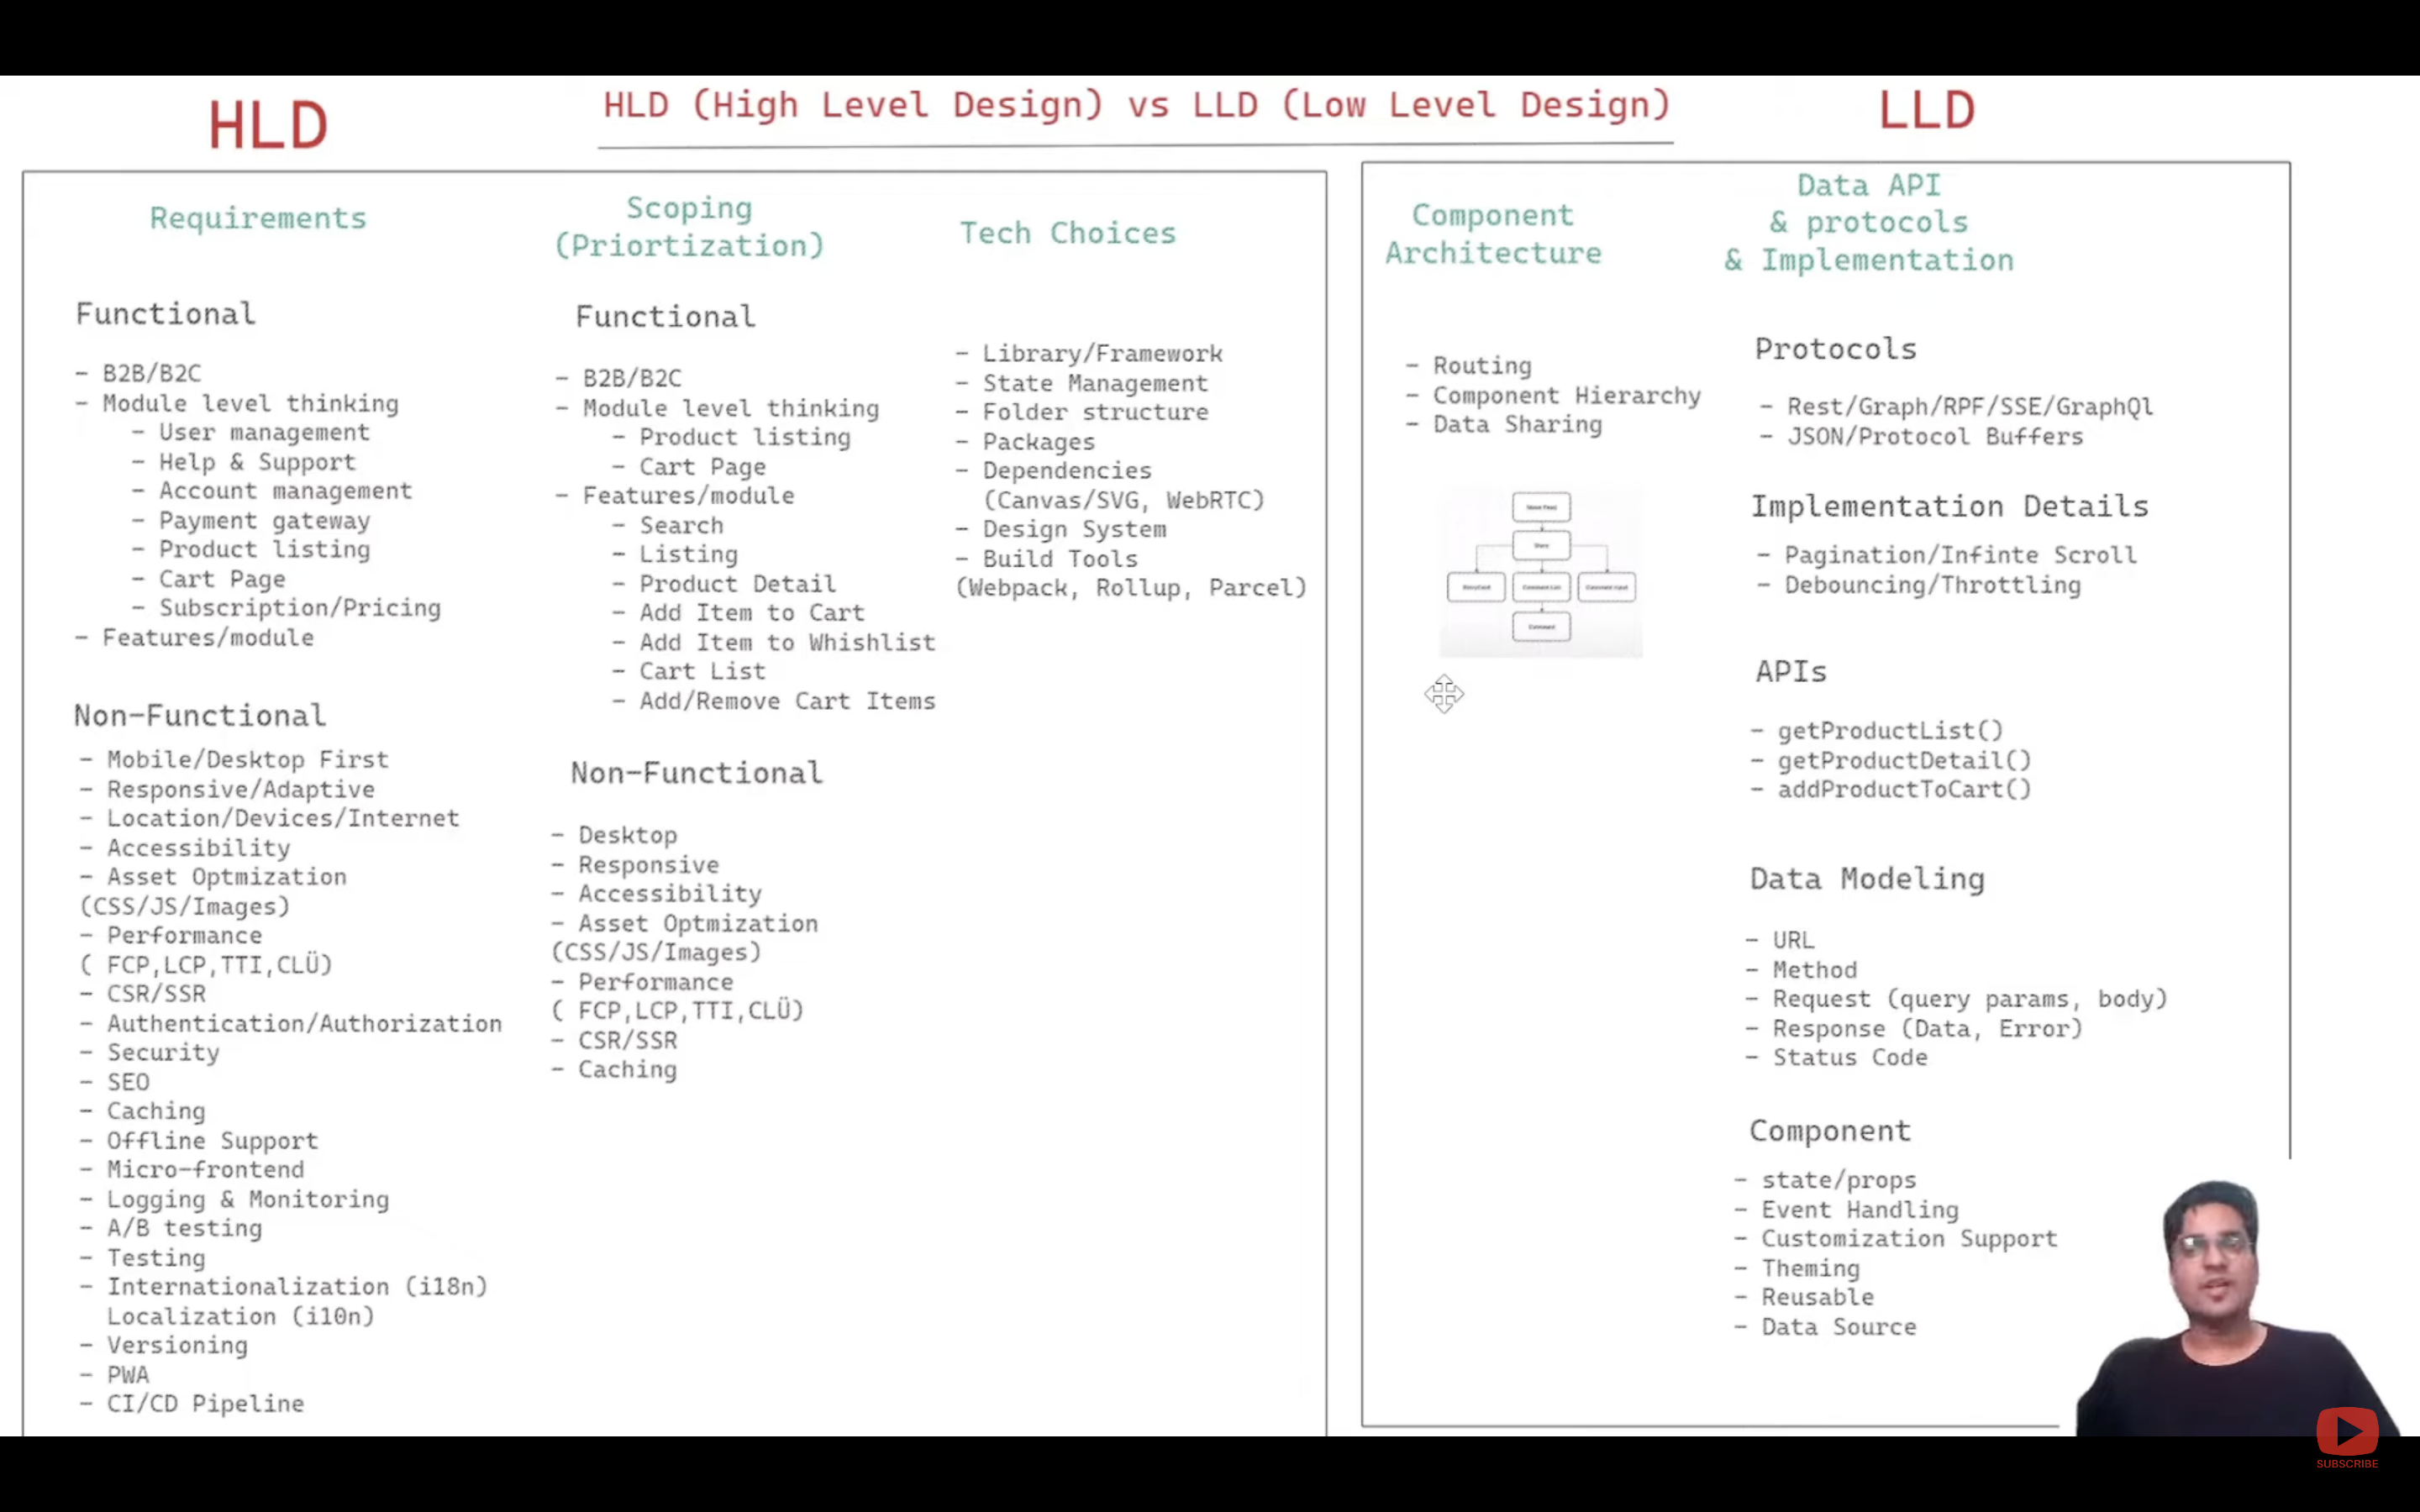 HLD
HLD (High Level Design) vs LLD (Low Level Design)
LLD
Requirements
Functional
- B2B/B2C
- Module level thinking
- User management
- Help & Support
- Account management
- Payment gateway
- Product listing
- Cart Page
- Subscription/Pricing
- Features/module
Non-Functional
- Mobile/Desktop First
- Responsive/Adaptive
- Location/Devices/Internet
- Accessibility
- Asset Optmization
(CSS/JS/Images)
- Performance
( FCP,LCP,TTI,CLÜ)
- CSR/SSR
- Authentication/Authorization
- Security
- SEO
- Caching
- Offline Support
- Micro-frontend
- Logging & Monitoring
- A/B testing
- Testing
- Internationalization (i18n)
Localization (i10n)
- Versioning
- PWA
- CI/CD Pipeline
Scoping
(Priortization)
Functional
- B2B/B2C
- Module level thinking
- Product listing
- Cart Page
- Features/module
- Search
- Listing
- Product Detail
- Add Item to Cart
- Add Item to Whishlist
- Cart List
- Add/Remove Cart Items
Non-Functional
- Desktop
- Responsive
- Accessibility
- Asset Optmization
(CSS/JS/Images)
- Performance
( FCP,LCP,TTI,CLÜ)
- CSR/SSR
- Caching
Tech Choices
- Library/Framework
- State Management
- Folder structure
- Packages
- Dependencies
(Canvas/SVG, WebRTC)
- Design System
- Build Tools
(Webpack, Rollup, Parcel)
Component
Architecture
- Routing
- Component Hierarchy
- Data Sharing
Data API
& protocols
& Implementation
Protocols
- Rest/Graph/RPF/SSE/GraphQl
- JSON/Protocol Buffers
Implementation Details
- Pagination/Infinte Scroll
- Debouncing/Throttling
APIs
- getProductList()
- getProductDetail()
- addProductToCart()
Data Modeling
- URL
- Method
- Request (query params, body)
- Response (Data, Error)
- Status Code
Component
- state/props
- Event Handling
- Customization Support
- Theming
- Reusable
- Data Source
SUBSCRIBE